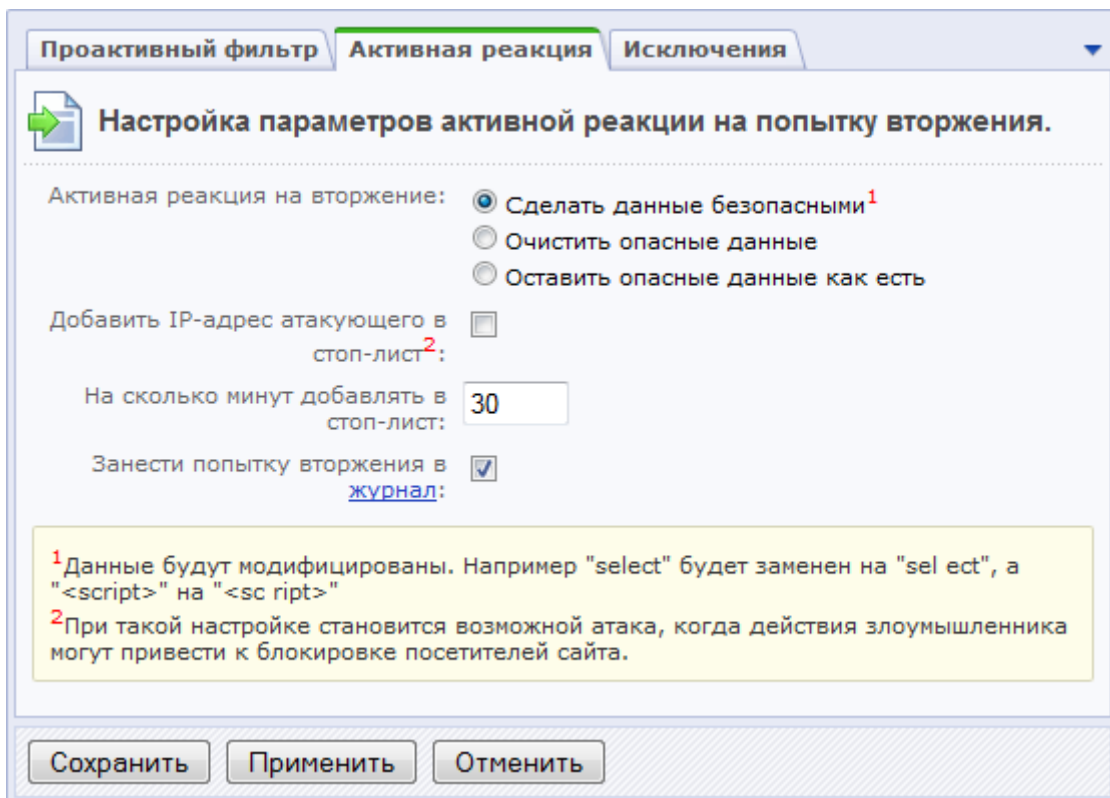 Проактивный фильтр Активная реакция Исключения
Настройка параметров активной реакции на попытку вторжения.
Активная реакция на вторжение:
Сделать данные безопасными1
Очистить опасные данные
Оставить опасные данные как есть
Добавить IP-адрес атакующего в
стоп-лист2:
На сколько минут добавлять в
стоп-лист:
30
Занести попытку вторжения в
журнал:
1Данные будут модифицированы. Например "select" будет заменен на "sel ect", а
"<script>" на "<sc ript>"
2При такой настройке становится возможной атака, когда действия злоумышленника
могут привести к блокировке посетителей сайта.
Сохранить Применить Отменить